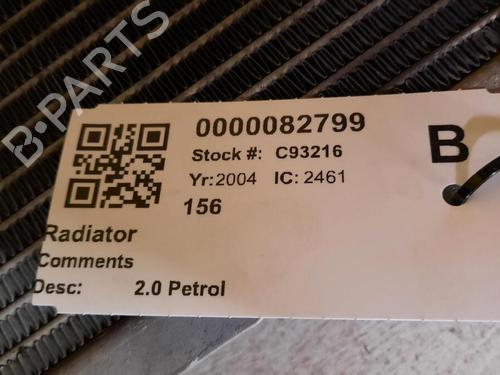 B-PARTS
0000082799
Stock #: C93216
B
Yr: 2004 IC: 2461
156
Radiator
Comments
Desc: 2.0 Petrol